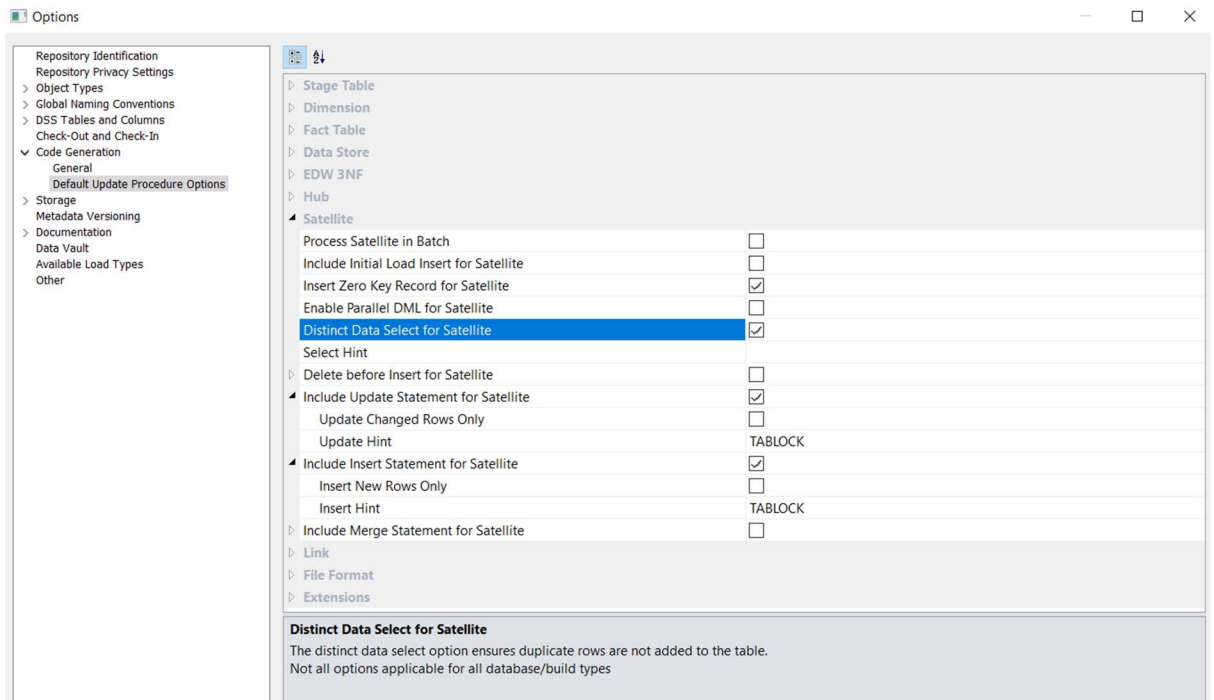 Options
Repository Identification
Repository Privacy Settings
Object Types
Global Naming Conventions
DSS Tables and Columns
Check-Out and Check-In
Code Generation
General
Default Update Procedure Options
Storage
Metadata Versioning
Documentation
Data Vault
Available Load Types
Other
Stage Table
Dimension
Fact Table
Data Store
EDW 3NF
Hub
Satellite
Process Satellite in Batch
Include Initial Load Insert for Satellite
Insert Zero Key Record for Satellite
Enable Parallel DML for Satellite
Distinct Data Select for Satellite
Select Hint
Delete before Insert for Satellite
Include Update Statement for Satellite
Update Changed Rows Only
Update Hint TABLOCK
Include Insert Statement for Satellite
Insert New Rows Only
Insert Hint TABLOCK
Include Merge Statement for Satellite
Link
File Format
Extensions
Distinct Data Select for Satellite
The distinct data select option ensures duplicate rows are not added to the table.
Not all options applicable for all database/build types